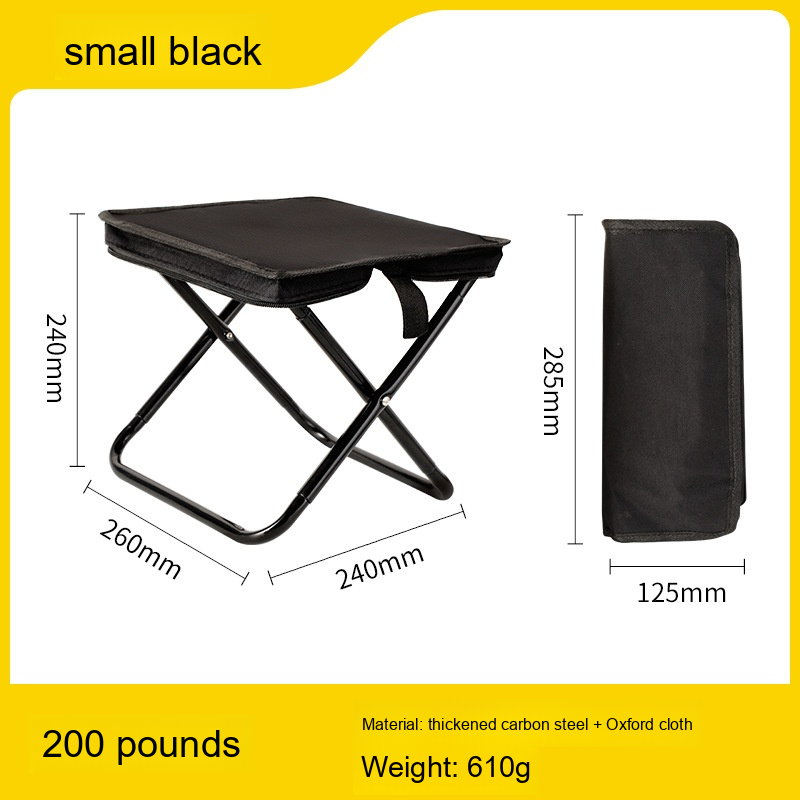 small black
240mm
285mm
260mm
240mm
125mm
200 pounds
Material: thickened carbon steel + Oxford cloth
Weight: 610g